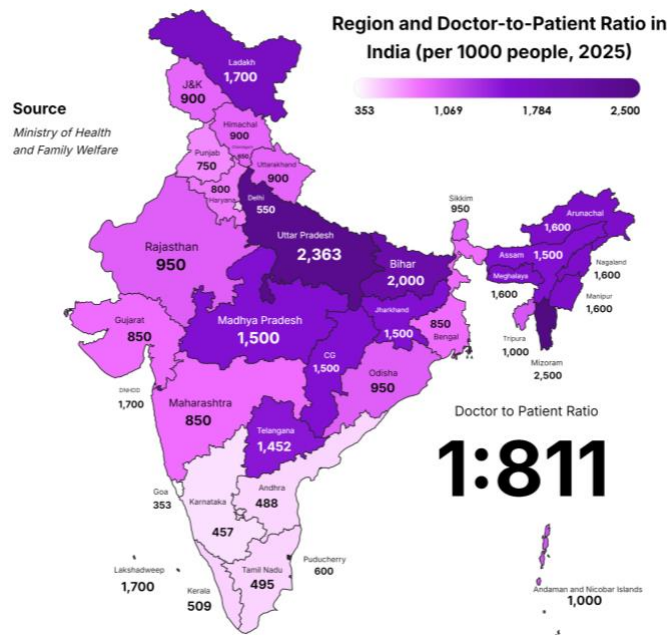 Region and Doctor-to-Patient Ratio in
India (per 1000 people, 2025)
353
1,069
1,784
2,500
Source
Ministry of Health
and Family Welfare
Ladakh
1,700
J&K
900
Himachal
900
Punjab
750
Uttarakhand
900
800
Haryana
Delhi
550
Uttar Pradesh
2,363
Rajasthan
950
Bihar
2,000
Sikkim
950
Arunachal
1,600
Assam
1,500
Nagaland
1,600
Meghalaya
1,600
Manipur
1,600
Tripura
1,000
Mizoram
2,500
Gujarat
850
Madhya Pradesh
1,500
Jharkhand
1,500
850
Bengal
CG
1,500
Odisha
950
DNHDD
1,700
Maharashtra
850
Telangana
1,452
Doctor to Patient Ratio
1:811
Goa
353
Karnataka
457
Andhra
488
Puducherry
600
Lakshadweep
1,700
Kerala
509
Tamil Nadu
495
Andaman and Nicobar Islands
1,000